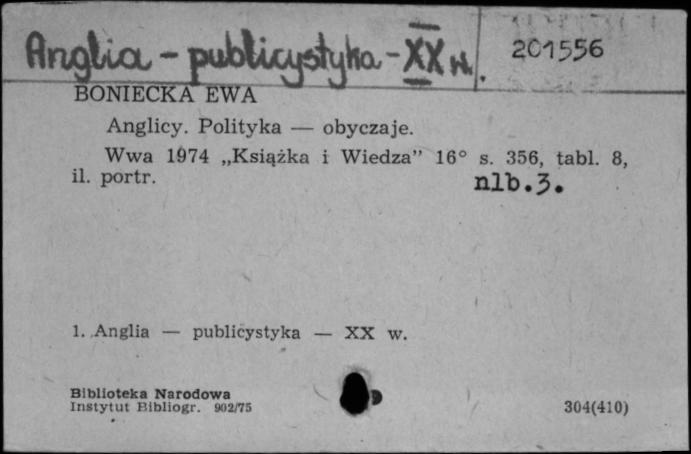 Anglia - publicystyka - XX w.
201556
BONIECKA EWA
Anglicy. Polityka — obyczaje.
Wwa 1974 „Książka i Wiedza” 16° s. 356, tabl. 8,
il. portr.
nlb.3.
1. Anglia — publicystyka — XX w.
Biblioteka Narodowa
Instytut Bibliogr. 902/75
304(410)